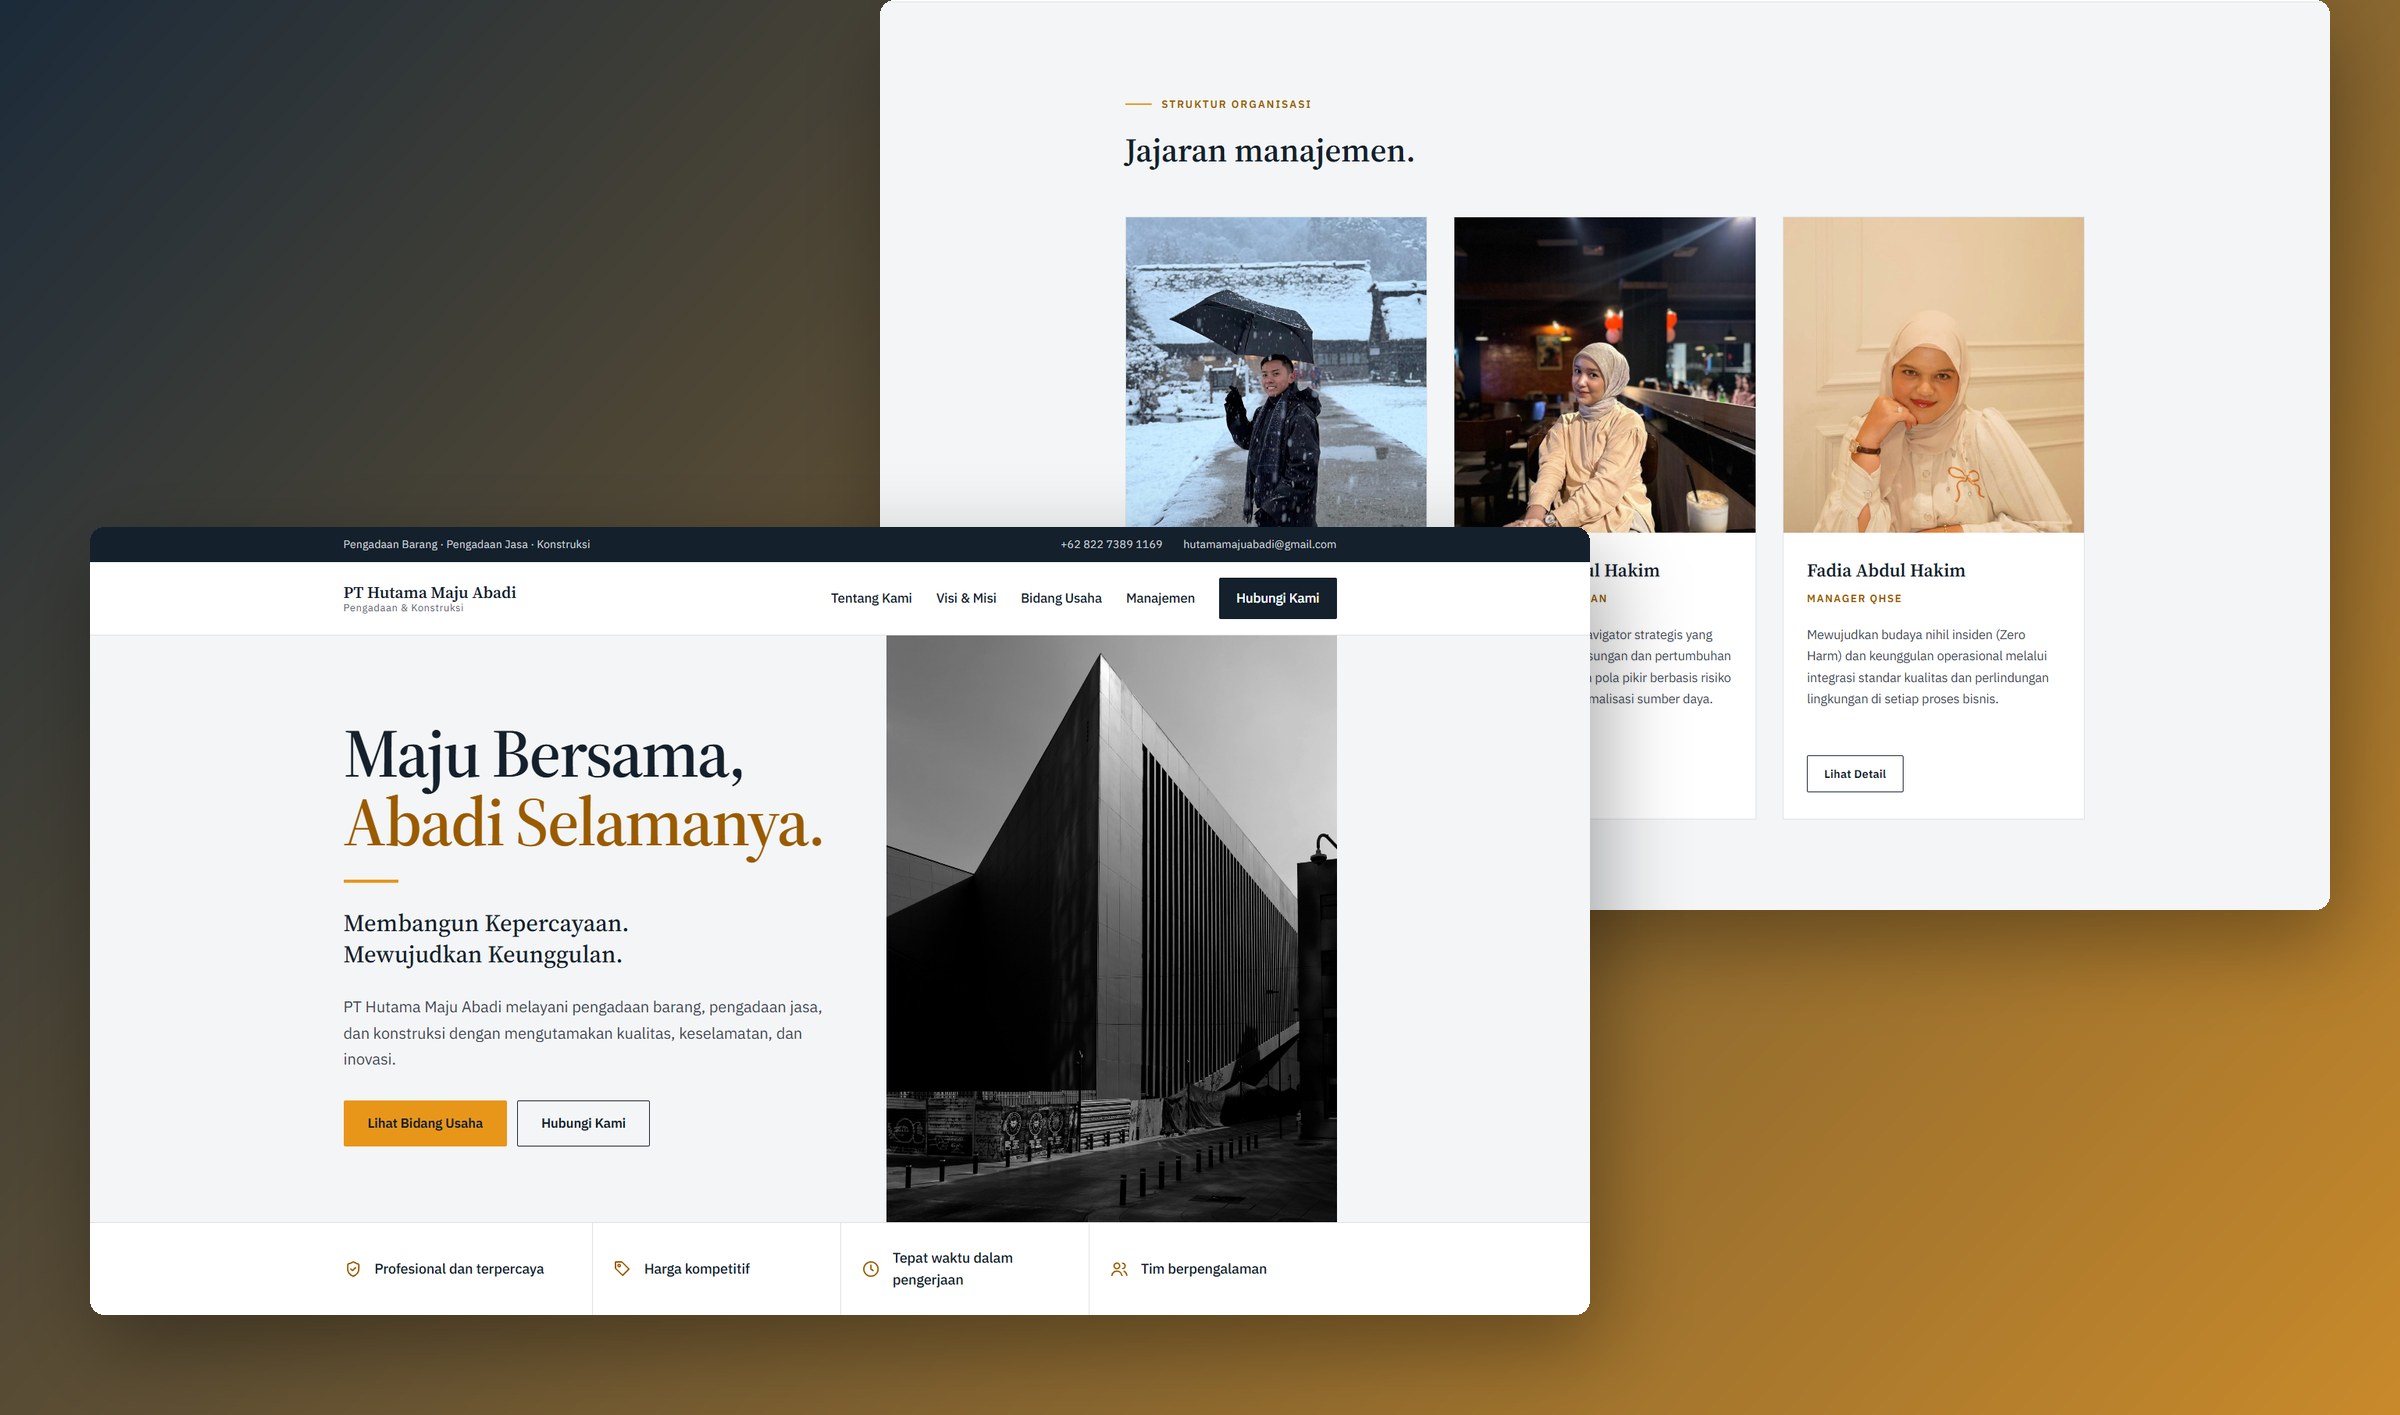 STRUKTUR ORGANISASI
Jajaran manajemen.
Hakim
Fadia Abdul Hakim
MANAGER QHSE
strategis yang
Mewujudkan budaya nihil insiden (Zero
dan pertumbuhan
Harm) dan keunggulan operasional melalui
pola pikir berbasis risiko
integrasi standar kualitas dan perlindungan
sumber daya.
lingkungan di setiap proses bisnis.
Lihat Detail
Pengadaan Barang · Pengadaan Jasa · Konstruksi
+62 822 7389 1169
hutamamajuabadi@gmail.com
PT Hutama Maju Abadi
Pengadaan & Konstruksi
Tentang Kami
Visi & Misi
Bidang Usaha
Manajemen
Hubungi Kami
Maju Bersama,
Abadi Selamanya.
Membangun Kepercayaan.
Mewujudkan Keunggulan.
PT Hutama Maju Abadi melayani pengadaan barang, pengadaan jasa,
dan konstruksi dengan mengutamakan kualitas, keselamatan, dan
inovasi.
Lihat Bidang Usaha
Hubungi Kami
Profesional dan terpercaya
Harga kompetitif
Tepat waktu dalam
pengerjaan
Tim berpengalaman